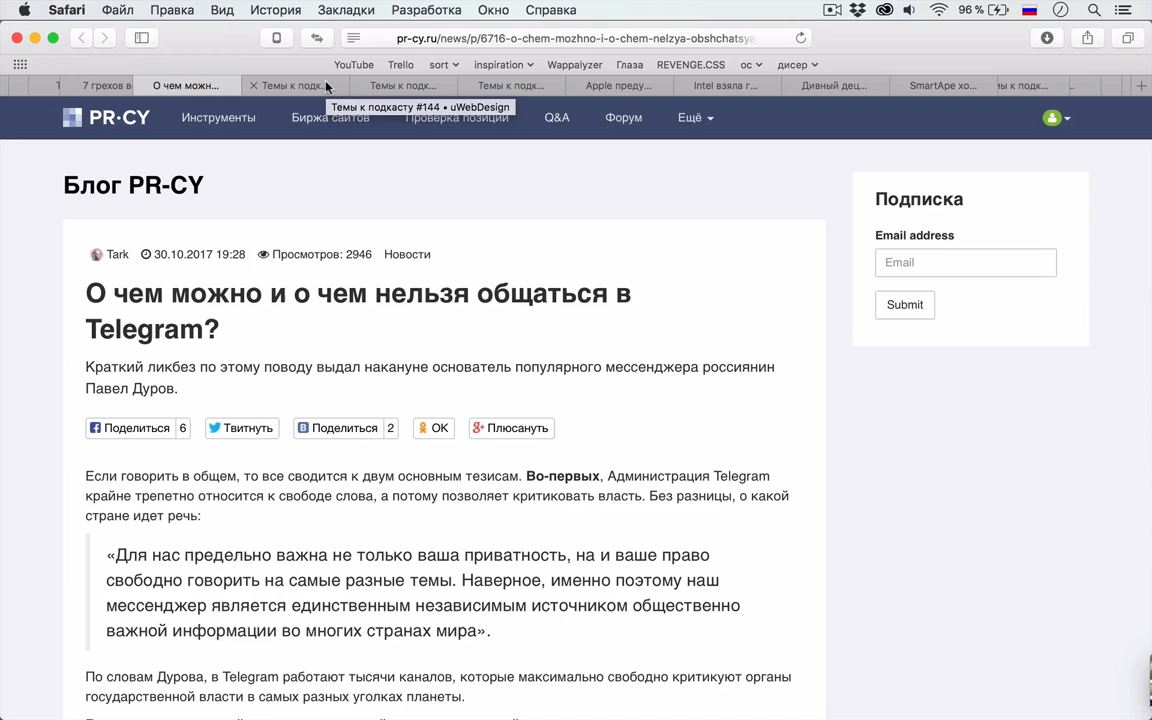 Safari Файл Правка Вид История Закладки Разработка Окно Справка 96 %
pr-cy.ru/news/p/6716-o-chem-mozhno-i-o-chem-nelzya-obshchatsya
YouTube Trello sort inspiration Wappalyzer Глаза REVENGE.CSS ос дисер
7 грехов в О чем можн... Темы к подк... Темы к подк... Темы к подк... Apple преду... Intel взяла г... Дивный дец... SmartApe хо... мы к подк...
Темы к подкасту #144 • uWebDesign
PR·CY Инструменты Биржа сайтов Проверка позиций Q&A Форум Ещё
Блог PR-CY
Tark 30.10.2017 19:28 Просмотров: 2946 Новости
О чем можно и о чем нельзя общаться в
Telegram?
Краткий ликбез по этому поводу выдал накануне основатель популярного мессенджера россиянин
Павел Дуров.
Поделиться 6 Твитнуть Поделиться 2 ОК Плюсануть
Если говорить в общем, то все сводится к двум основным тезисам. Во-первых, Администрация Telegram
крайне трепетно относится к свободе слова, а потому позволяет критиковать власть. Без разницы, о какой
стране идет речь:
«Для нас предельно важна не только ваша приватность, на и ваше право
свободно говорить на самые разные темы. Наверное, именно поэтому наш
мессенджер является единственным независимым источником общественно
важной информации во многих странах мира».
По словам Дурова, в Telegram работают тысячи каналов, которые максимально свободно критикуют органы
государственной власти в самых разных уголках планеты.
Подписка
Email address
Email
Submit